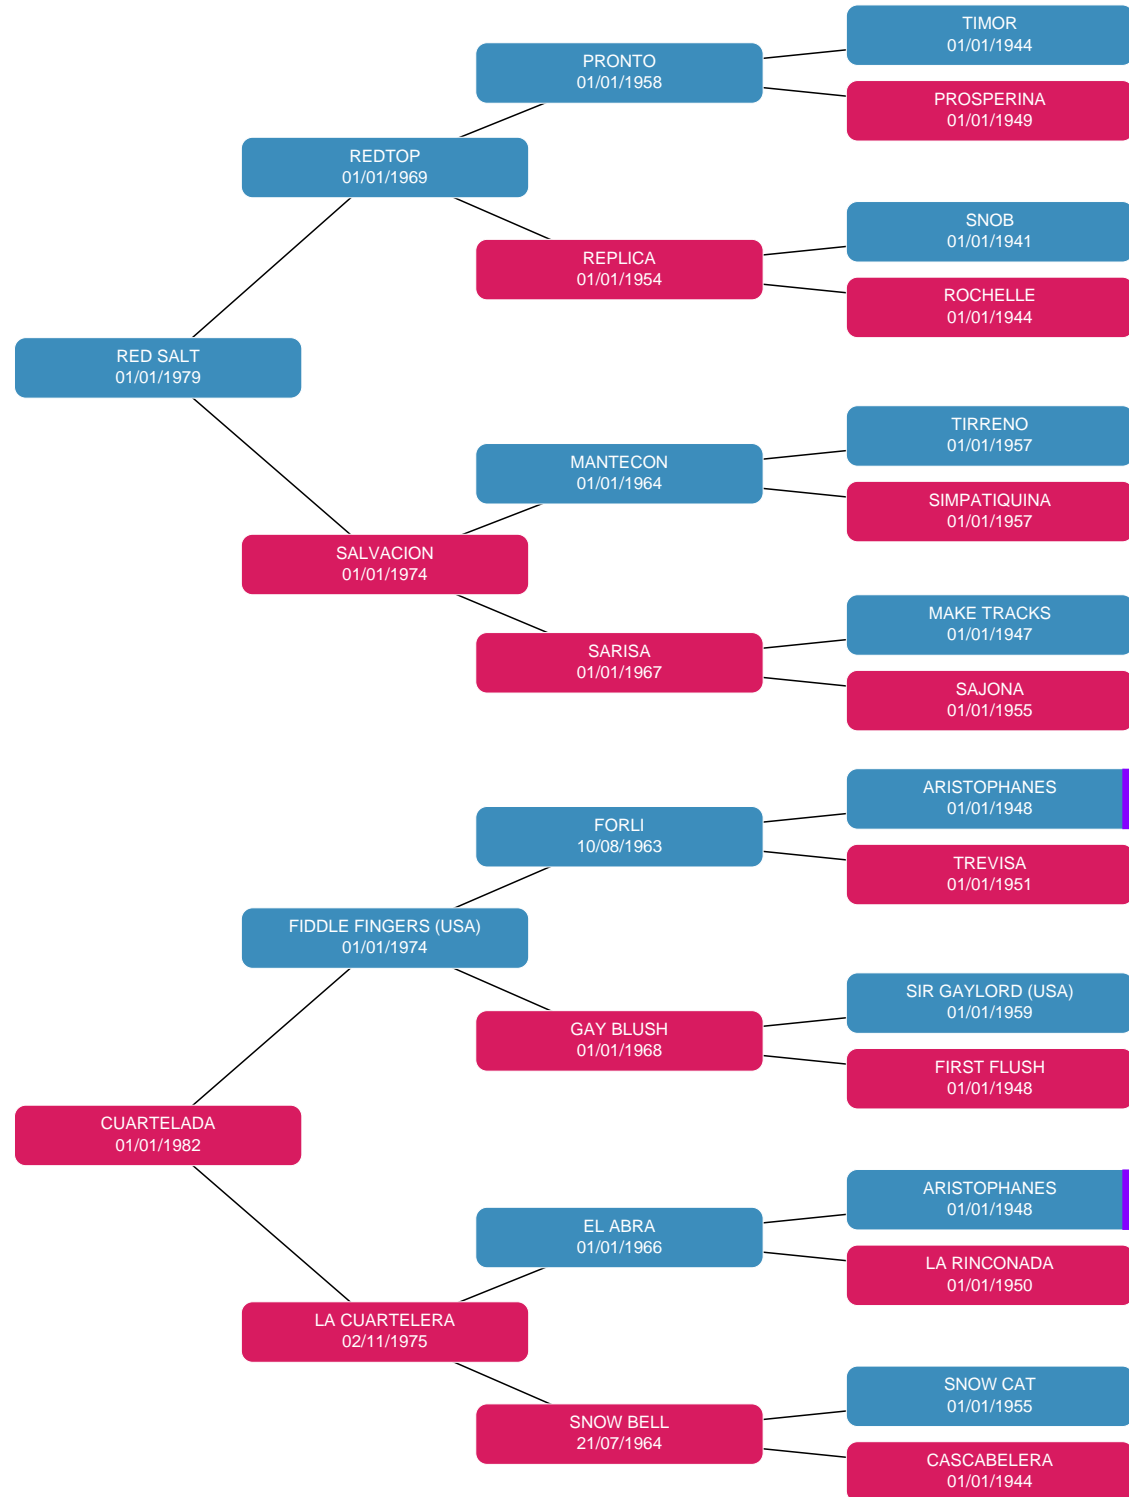 TIMOR
01/01/1944
PRONTO
01/01/1958
PROSPERINA
01/01/1949
REDTOP
01/01/1969
SNOB
01/01/1941
REPLICA
01/01/1954
ROCHELLE
01/01/1944
RED SALT
01/01/1979
TIRRENO
01/01/1957
MANTECON
01/01/1964
SIMPATIQUINA
01/01/1957
SALVACION
01/01/1974
MAKE TRACKS
01/01/1947
SARISA
01/01/1967
SAJONA
01/01/1955
ARISTOPHANES
01/01/1948
FORLI
10/08/1963
TREVISA
01/01/1951
FIDDLE FINGERS (USA)
01/01/1974
SIR GAYLORD (USA)
01/01/1959
GAY BLUSH
01/01/1968
FIRST FLUSH
01/01/1948
CUARTELADA
01/01/1982
ARISTOPHANES
01/01/1948
EL ABRA
01/01/1966
LA RINCONADA
01/01/1950
LA CUARTELERA
02/11/1975
SNOW CAT
01/01/1955
SNOW BELL
21/07/1964
CASCABELERA
01/01/1944